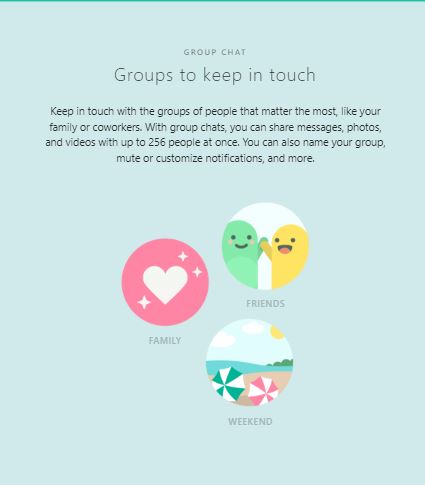 GROUP CHAT
Groups to keep in touch
Keep in touch with the groups of people that matter the most, like your
family or coworkers. With group chats, you can share messages, photos,
and videos with up to 256 people at once. You can also name your group,
mute or customize notifications, and more.
FRIENDS
FAMILY
WEEKEND